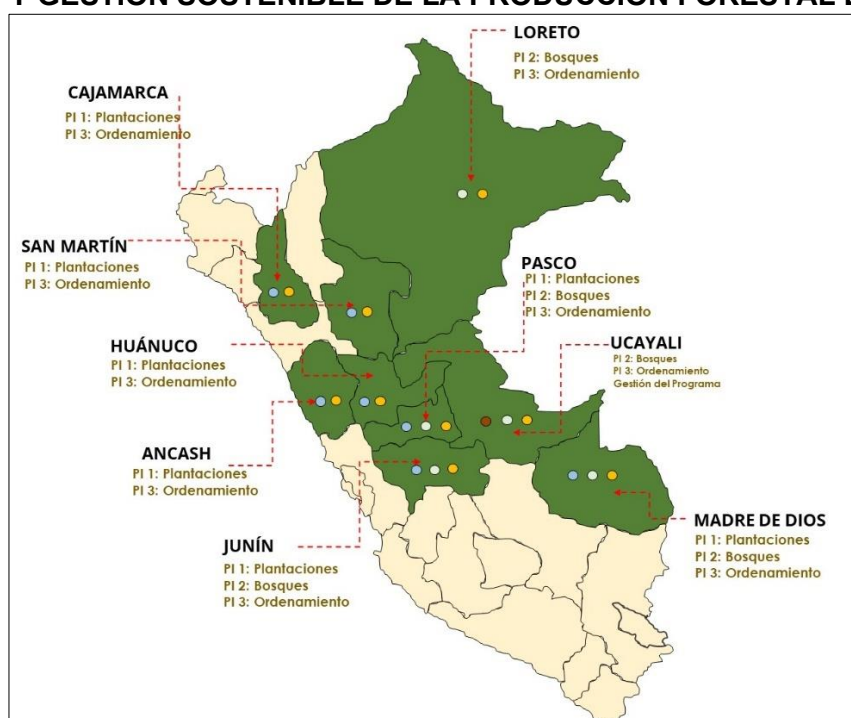 GESTIÓN SOSTENIBLE DE LA PRODUCCIÓN FORESTAL
LORETO
PI 2: Bosques
PI 3: Ordenamiento
CAJAMARCA
PI 1: Plantaciones
PI 3: Ordenamiento
SAN MARTÍN
PI 1: Plantaciones
PI 3: Ordenamiento
PASCO
PI 1: Plantaciones
PI 2: Bosques
PI 3: Ordenamiento
HUÁNUCO
PI 1: Plantaciones
PI 3: Ordenamiento
UCAYALI
PI 2: Bosques
PI 3: Ordenamiento
Gestión del Programa
ANCASH
PI 1: Plantaciones
PI 3: Ordenamiento
JUNÍN
PI 1: Plantaciones
PI 2: Bosques
PI 3: Ordenamiento
MADRE DE DIOS
PI 1: Plantaciones
PI 2: Bosques
PI 3: Ordenamiento